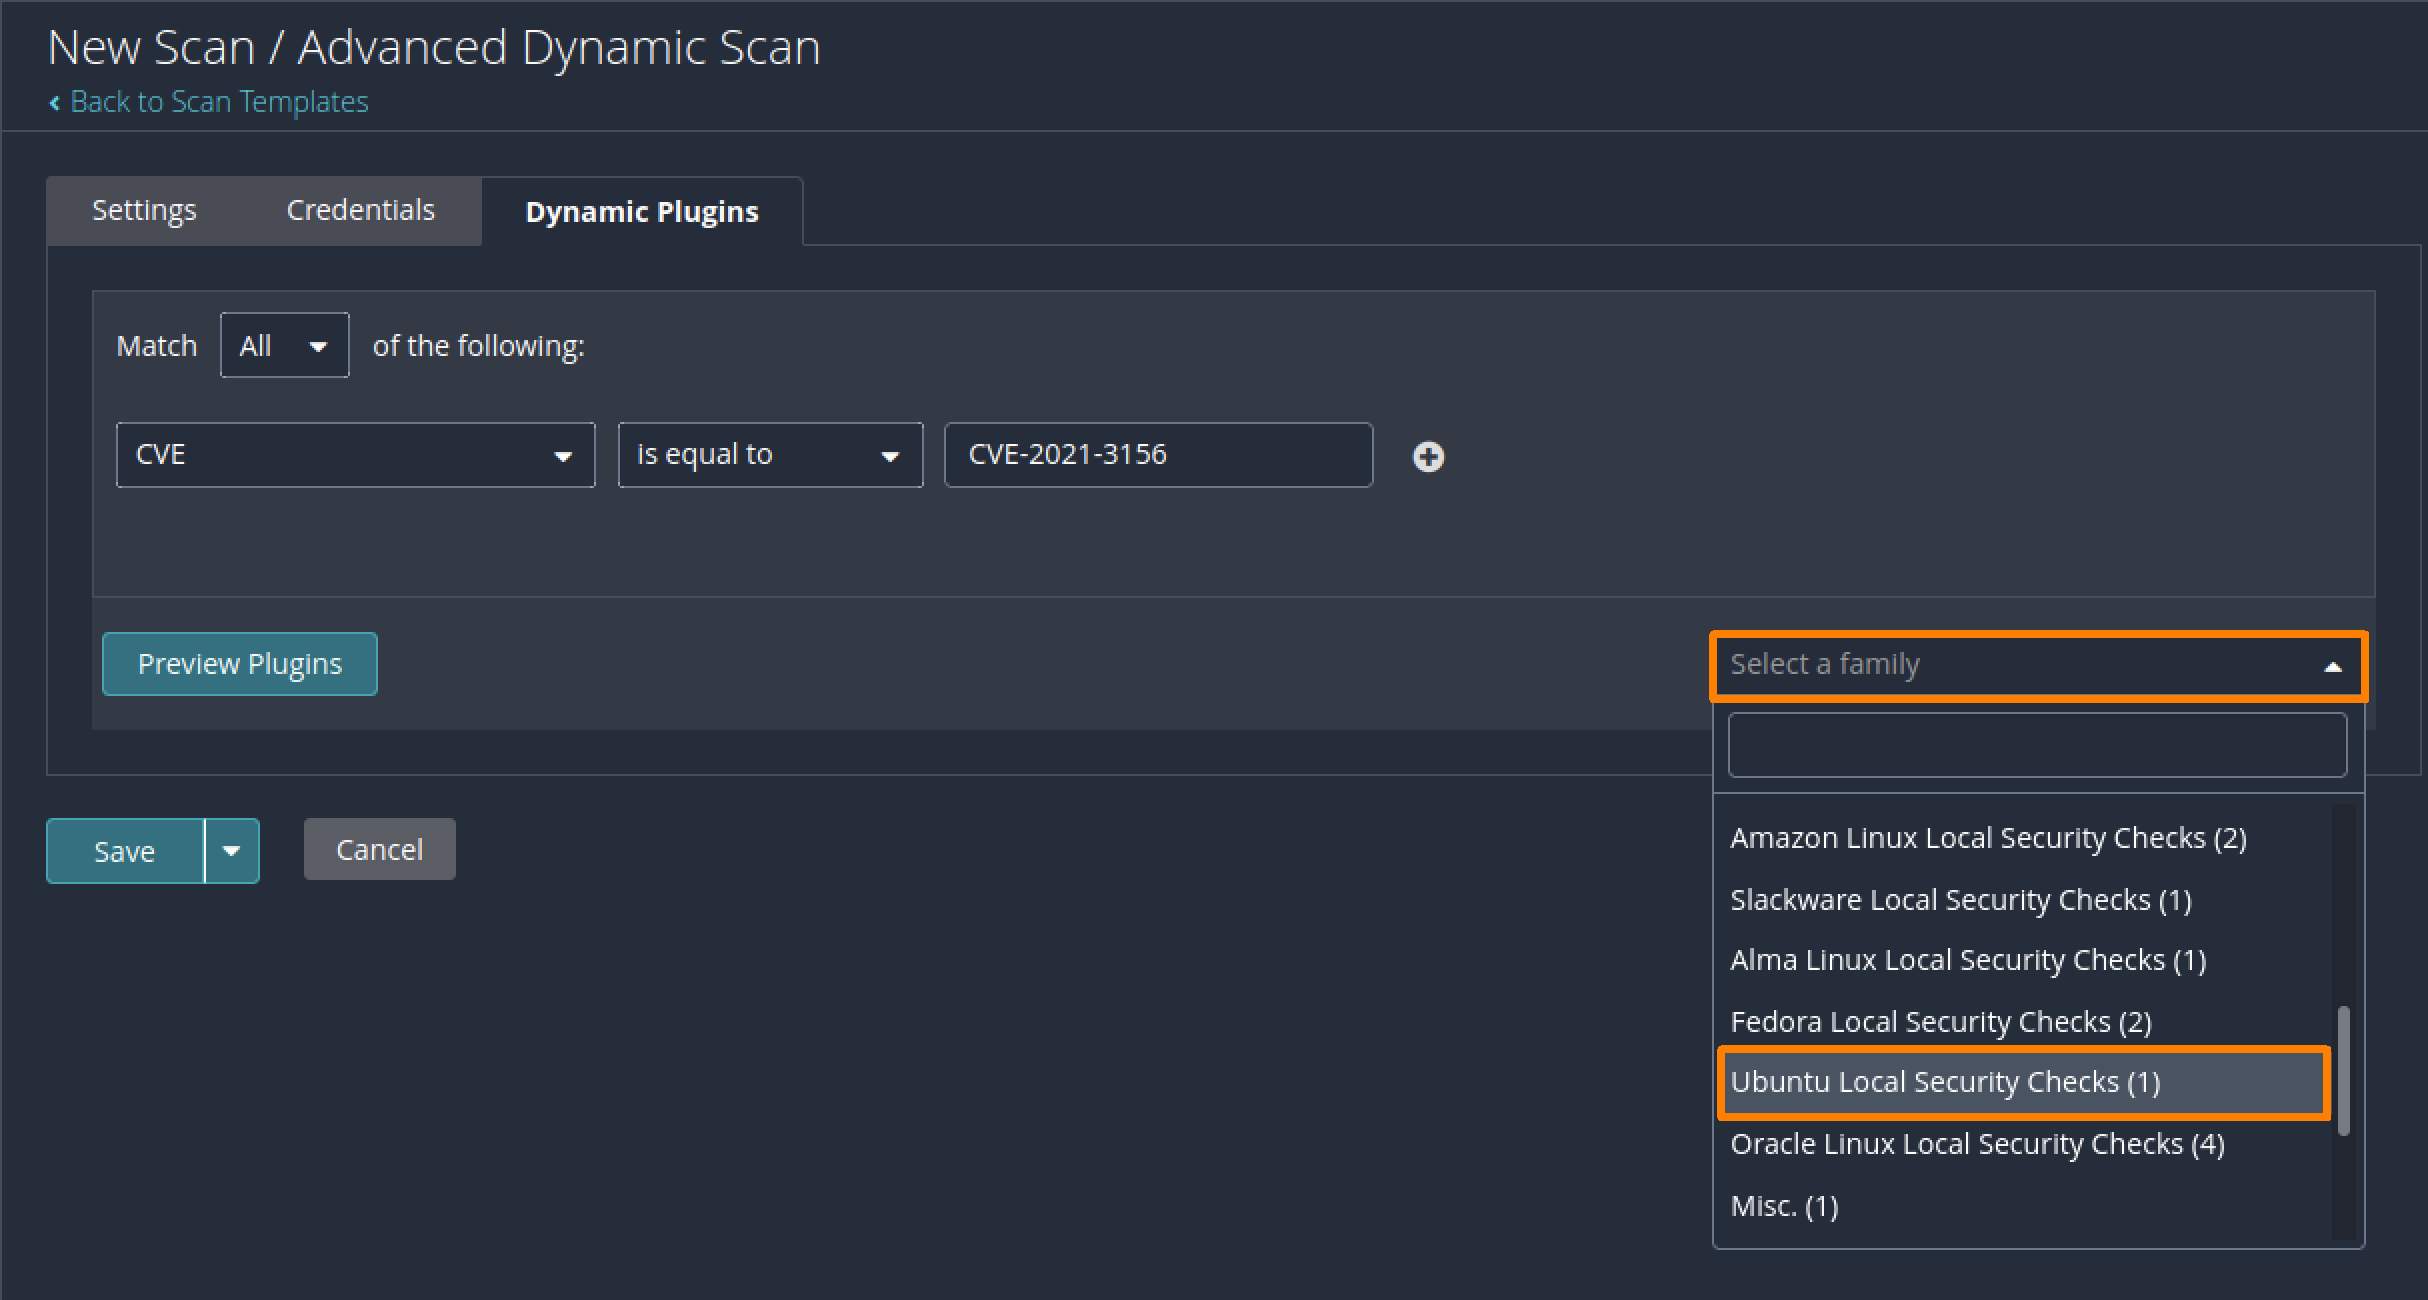 New Scan / Advanced Dynamic Scan
Back to Scan Templates
Settings Credentials Dynamic Plugins
Match All of the following:
CVE is equal to CVE-2021-3156
Preview Plugins Select a family
Save Cancel
Amazon Linux Local Security Checks (2)
Slackware Local Security Checks (1)
Alma Linux Local Security Checks (1)
Fedora Local Security Checks (2)
Ubuntu Local Security Checks (1)
Oracle Linux Local Security Checks (4)
Misc. (1)